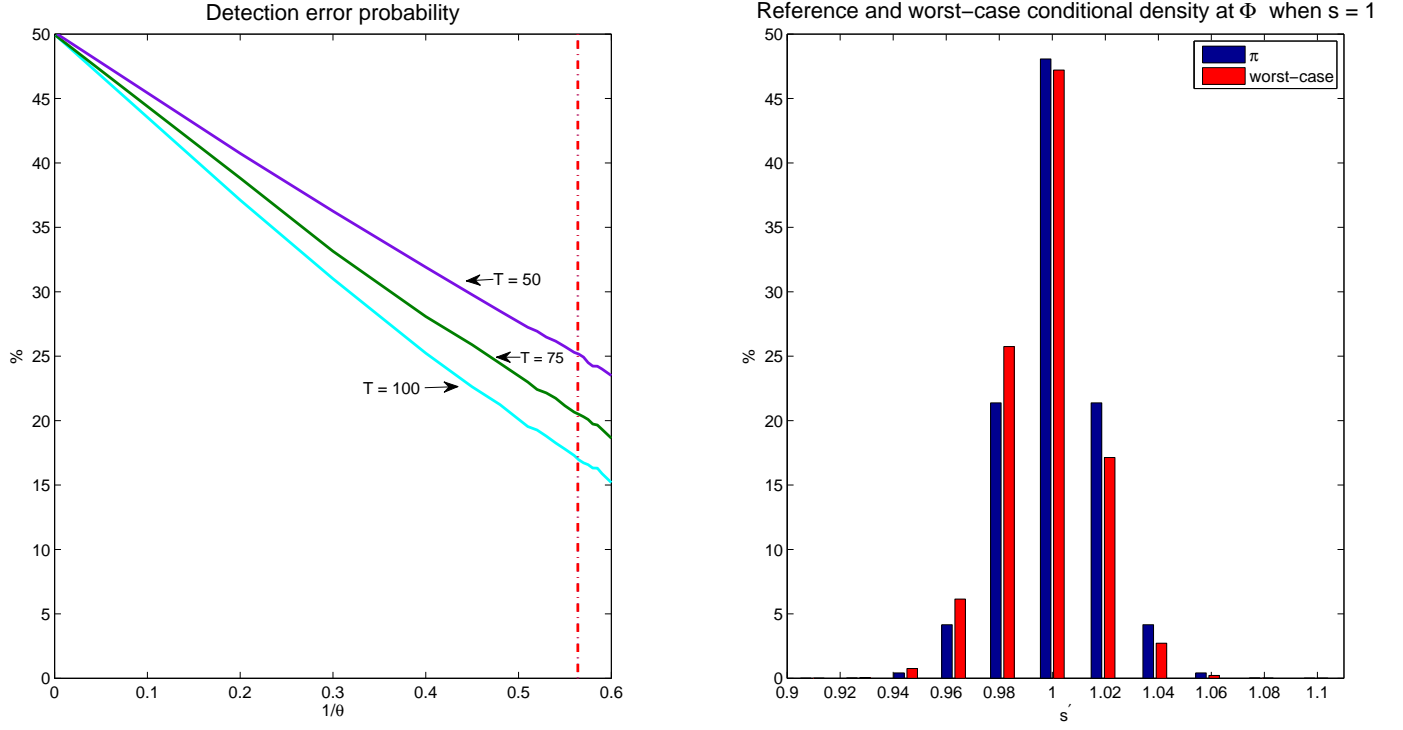 Detection error probability
50
45
40
35
30
25
20
15
10
5
0
%
T = 50
T = 75
T = 100
0 0.1 0.2 0.3 0.4 0.5 0.6
1/θ
Reference and worst−case conditional density at Φ when s = 1
50
45
40
35
30
25
20
15
10
5
0
%
π
worst−case
0.9 0.92 0.94 0.96 0.98 1 1.02 1.04 1.06 1.08 1.1
s′